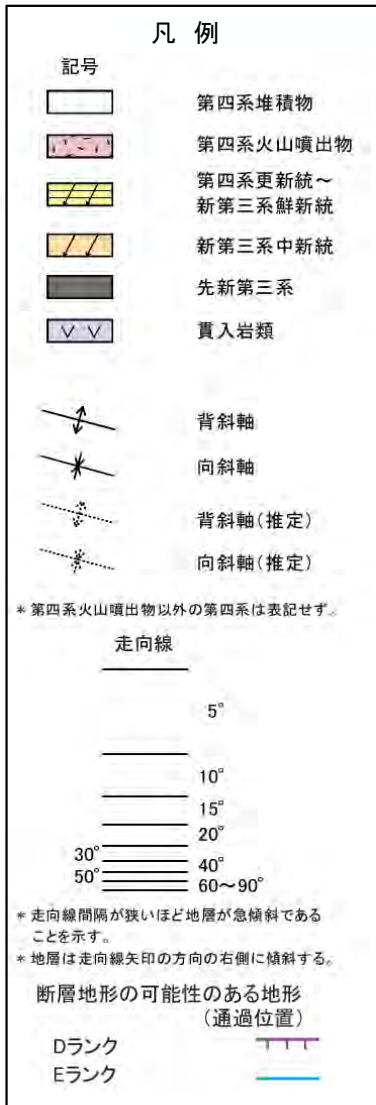 凡 例
記号
第四系堆積物
第四系火山噴出物
第四系更新統～
新第三系鮮新統
新第三系中新統
先新第三系
貫入岩類
背斜軸
向斜軸
背斜軸(推定)
向斜軸(推定)
* 第四系火山噴出物以外の第四系は表記せず。
走向線
5°
10°
15°
20°
30°
40°
50°
60～90°
* 走向線間隔が狭いほど地層が急傾斜である
ことを示す。
* 地層は走向線矢印の方向の右側に傾斜する。
断層地形の可能性のある地形
(通過位置)
Dランク
Eランク